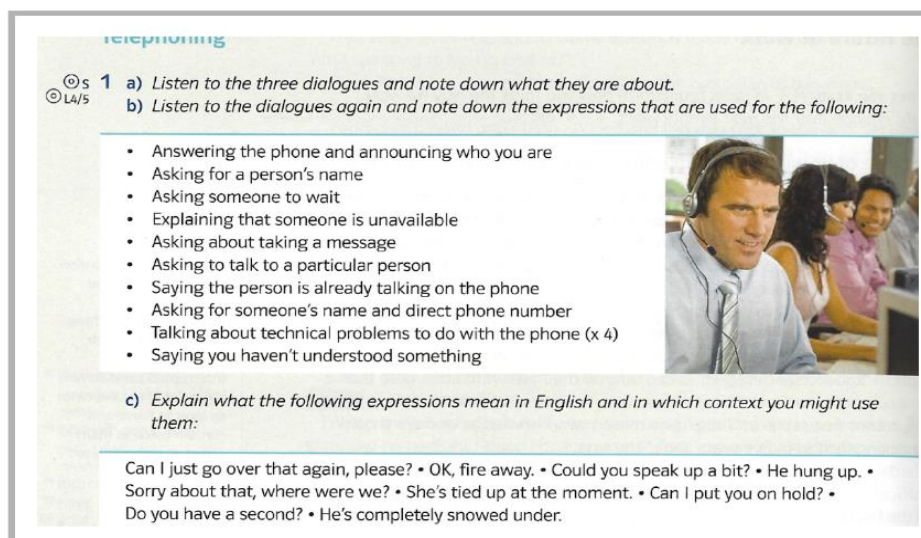 Telephoning
S 1 a) Listen to the three dialogues and note down what they are about.
L4/5 b) Listen to the dialogues again and note down the expressions that are used for the following:
• Answering the phone and announcing who you are
• Asking for a person's name
• Asking someone to wait
• Explaining that someone is unavailable
• Asking about taking a message
• Asking to talk to a particular person
• Saying the person is already talking on the phone
• Asking for someone's name and direct phone number
• Talking about technical problems to do with the phone (x 4)
• Saying you haven't understood something
c) Explain what the following expressions mean in English and in which context you might use
them:
Can I just go over that again, please? • OK, fire away. • Could you speak up a bit? • He hung up. •
Sorry about that, where were we? • She's tied up at the moment. • Can I put you on hold? •
Do you have a second? • He's completely snowed under.